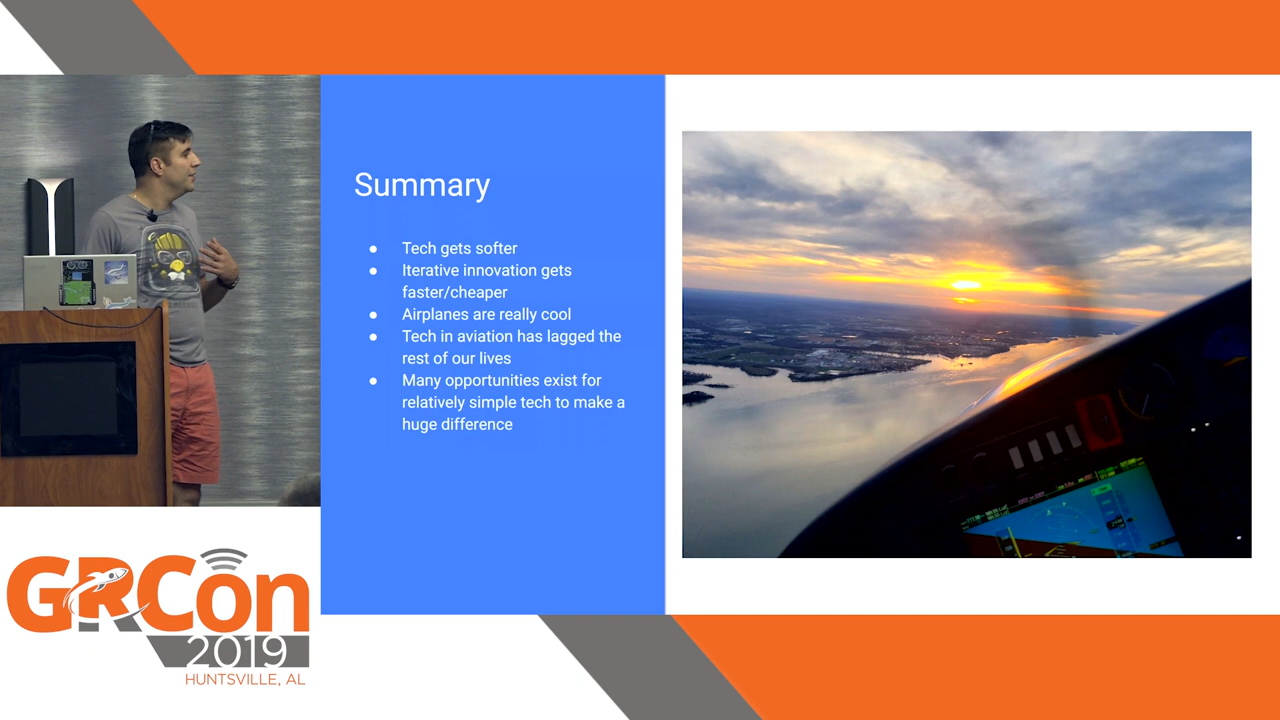 Summary
● Tech gets softer
● Iterative innovation gets
faster/cheaper
● Airplanes are really cool
● Tech in aviation has lagged the
rest of our lives
● Many opportunities exist for
relatively simple tech to make a
huge difference
GRCon
2019
HUNTSVILLE, AL